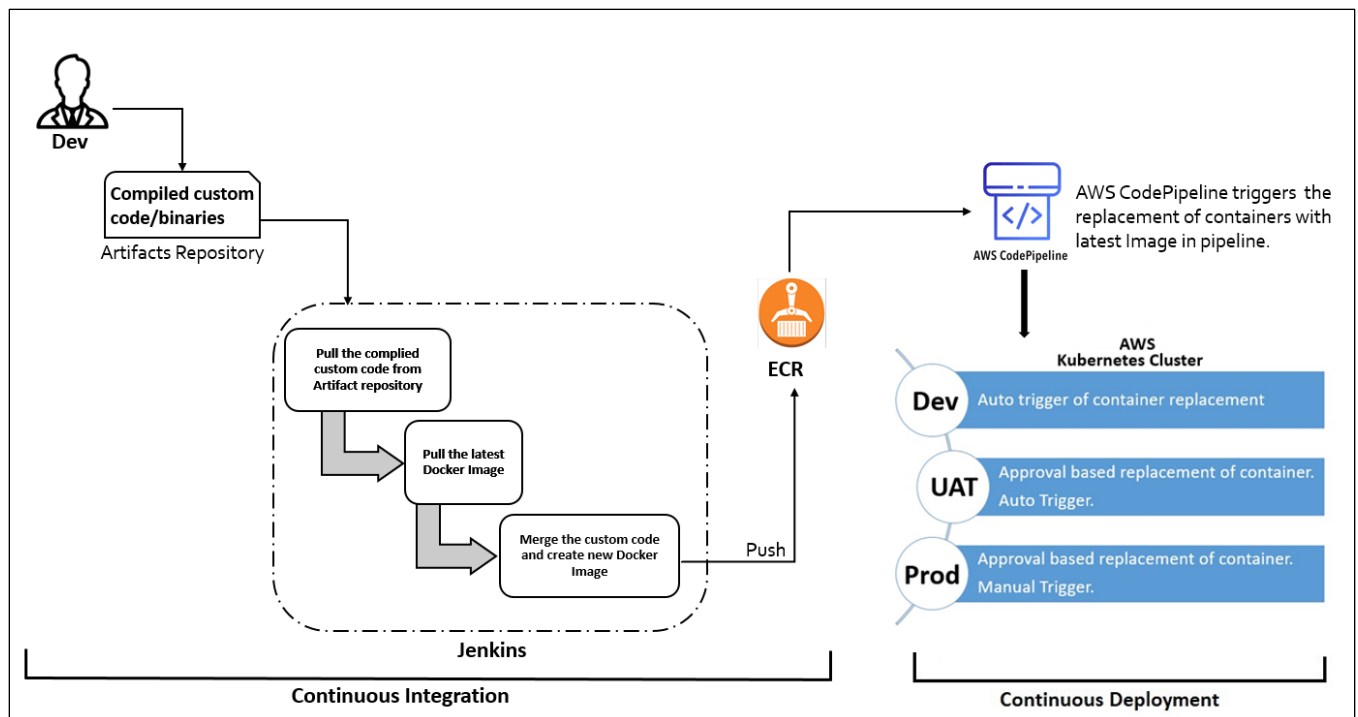 Dev
Compiled custom
code/binaries
Artifacts Repository
Pull the complied
custom code from
Artifact repository
Pull the latest
Docker Image
Merge the custom code
and create new Docker
Image
Jenkins
Push
ECR
Continuous Integration
</>
AWS CodePipeline
AWS CodePipeline triggers the
replacement of containers with
latest Image in pipeline.
AWS
Kubernetes Cluster
Dev
Auto trigger of container replacement
UAT
Approval based replacement of container.
Auto Trigger.
Prod
Approval based replacement of container.
Manual Trigger.
Continuous Deployment